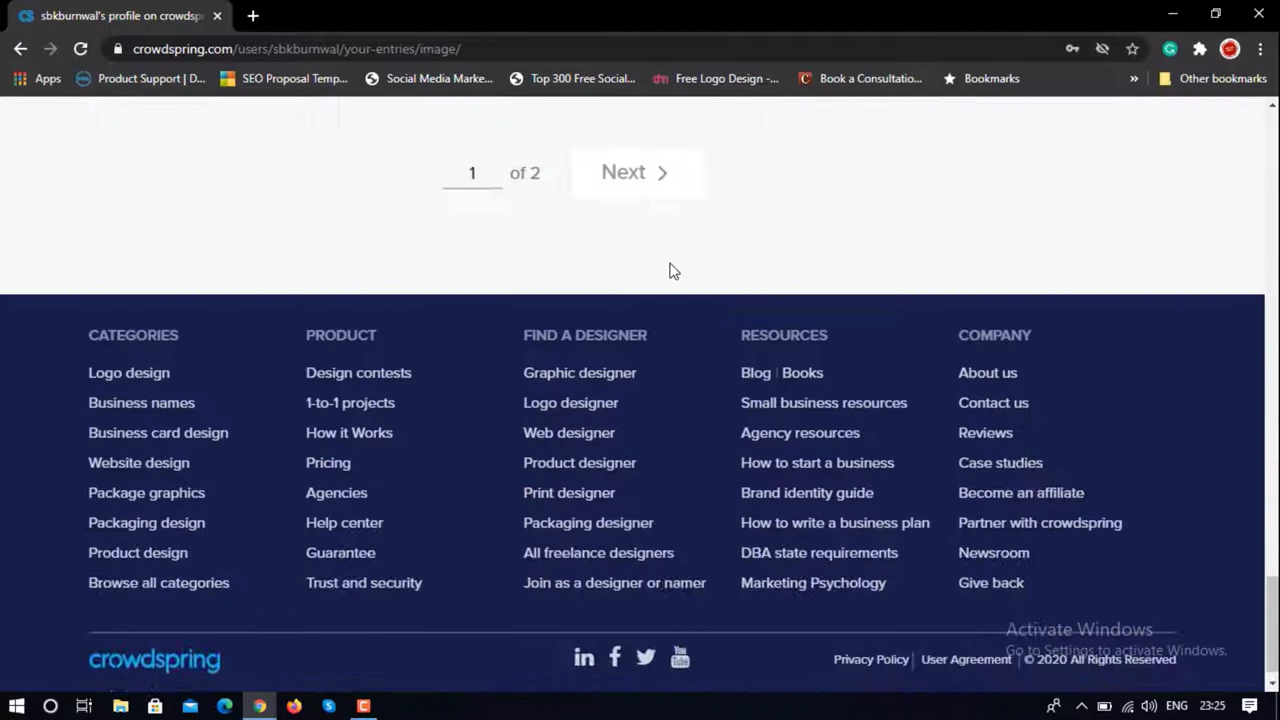 sbkburnwal's profile on crowdsp
crowdspring.com/users/sbkburnwal/your-entries/image/
Apps Product Support | D... SEO Proposal Temp... Social Media Marke... Top 300 Free Social... Free Logo Design -... Book a Consultatio... Bookmarks » Other bookmarks
1 of 2 Next
CATEGORIES
Logo design
Business names
Business card design
Website design
Package graphics
Packaging design
Product design
Browse all categories
PRODUCT
Design contests
1-to-1 projects
How it Works
Pricing
Agencies
Help center
Guarantee
Trust and security
FIND A DESIGNER
Graphic designer
Logo designer
Web designer
Product designer
Print designer
Packaging designer
All freelance designers
Join as a designer or namer
RESOURCES
Blog | Books
Small business resources
Agency resources
How to start a business
Brand identity guide
How to write a business plan
DBA state requirements
Marketing Psychology
COMPANY
About us
Contact us
Reviews
Case studies
Become an affiliate
Partner with crowdspring
Newsroom
Give back
Activate Windows
Go to Settings to activate Windows.
crowdspring
You Tube
Privacy Policy | User Agreement | © 2020 All Rights Reserved
ENG 23:25